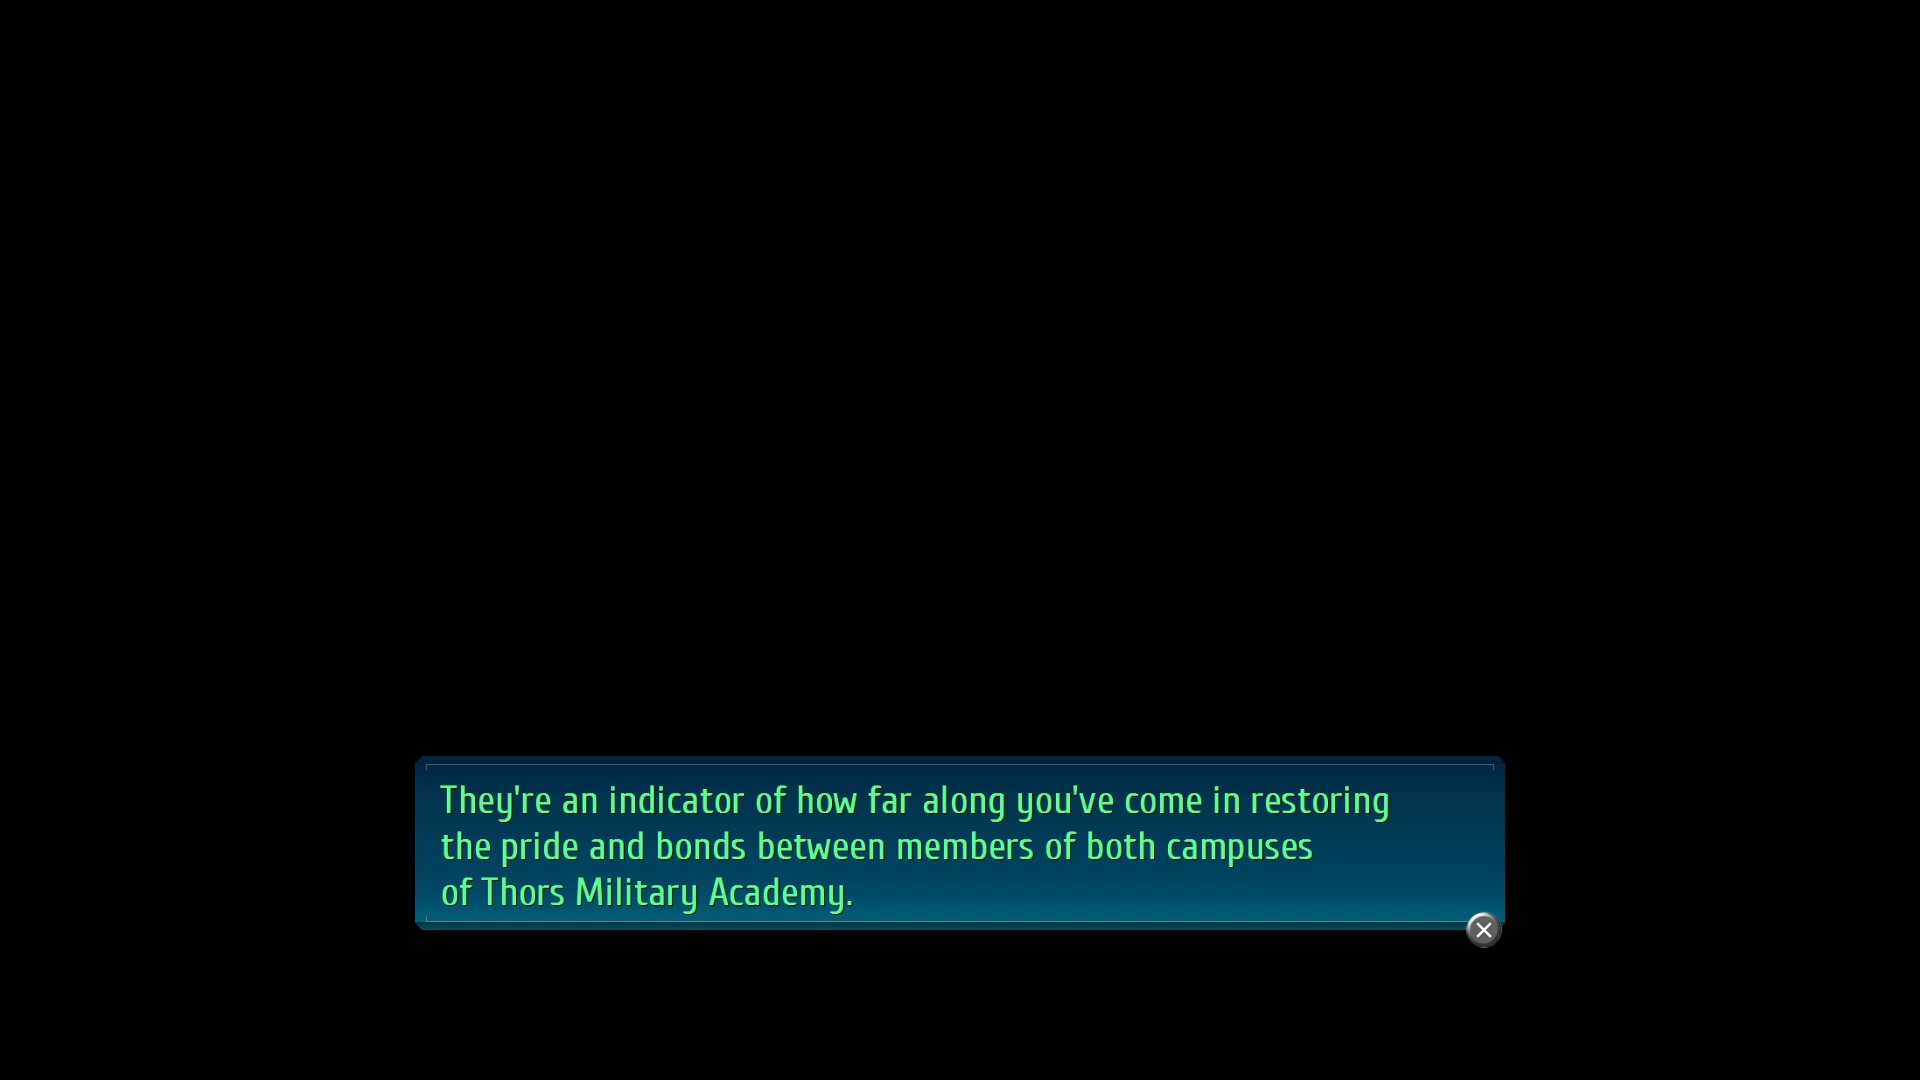 They're an indicator of how far along you've come in restoring
the pride and bonds between members of both campuses
of Thors Military Academy.